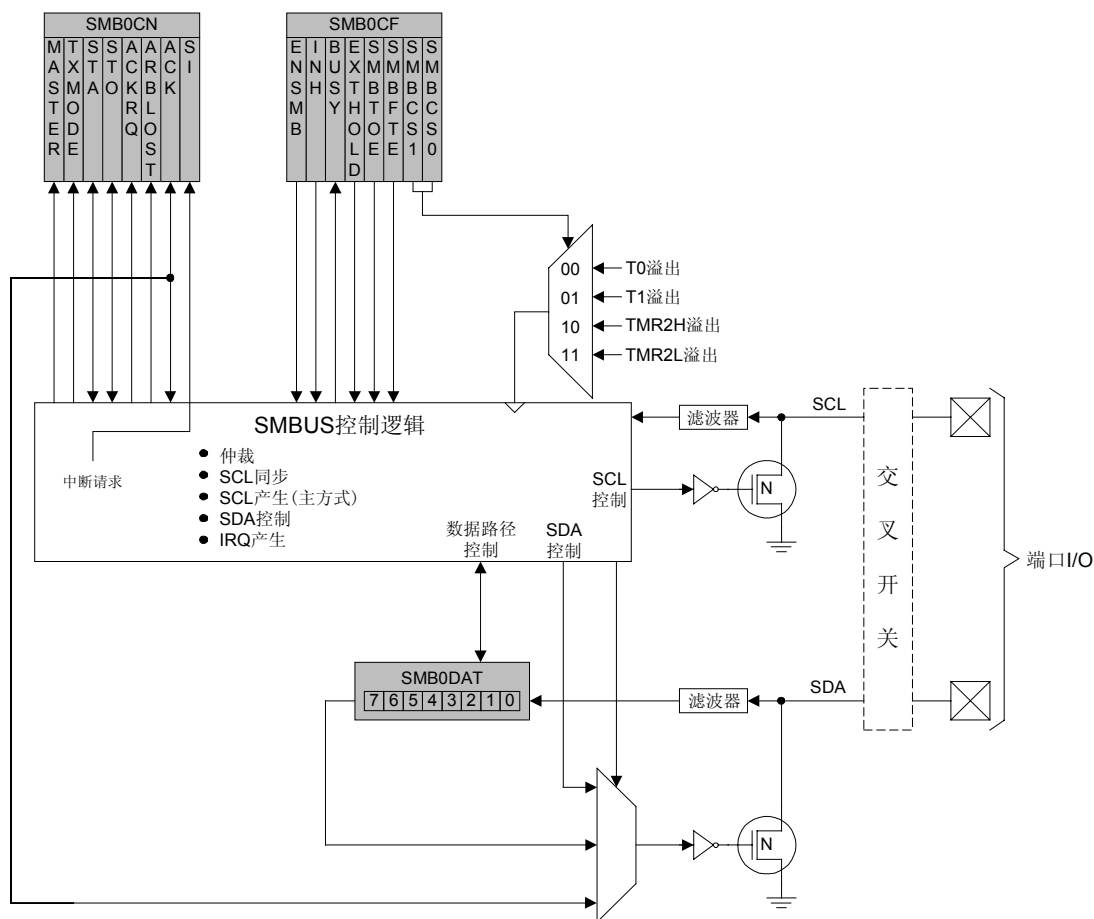 SMB0CN
MASTER
TXMODE
STA
STO
ACKRQ
ARBLOST
ACK
SI
SMB0CF
ENSMB
INH
BUSY
EXTHOLD
SMBTOE
SMBFTE
SMBCS1
SMBCS0
00
T0溢出
01
T1溢出
10
TMR2H溢出
11
TMR2L溢出
SMBUS控制逻辑
仲裁
SCL同步
SCL产生(主方式)
SDA控制
IRQ产生
中断请求
数据路径
控制
SDA
控制
SCL
控制
滤波器
SCL
N
交叉开关
端口I/O
SMB0DAT
7 6 5 4 3 2 1 0
滤波器
SDA
N